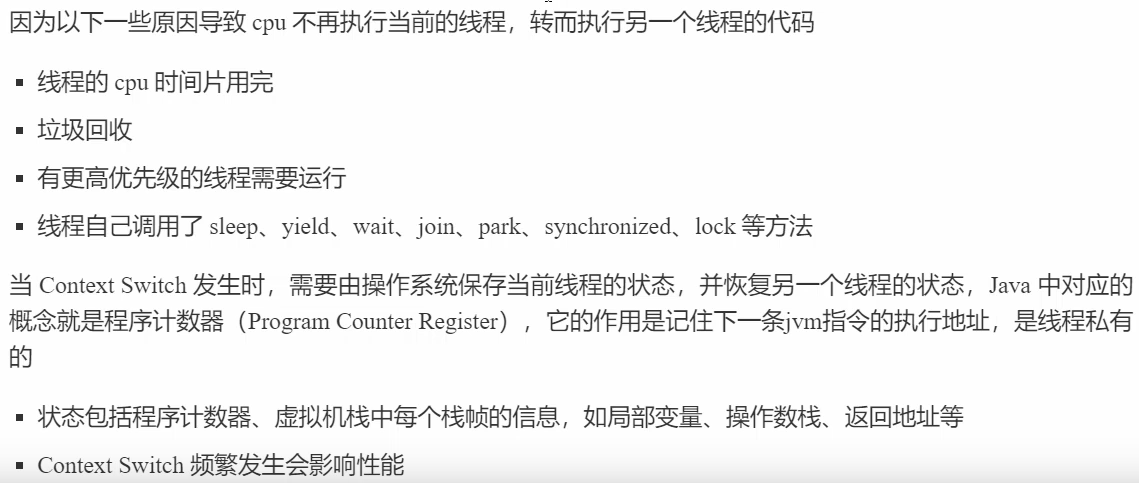 因为以下一些原因导致 cpu 不再执行当前的线程，转而执行另一个线程的代码
▪ 线程的 cpu 时间片用完
▪ 垃圾回收
▪ 有更高优先级的线程需要运行
▪ 线程自己调用了 sleep、yield、wait、join、park、synchronized、lock 等方法
当 Context Switch 发生时，需要由操作系统保存当前线程的状态，并恢复另一个线程的状态，Java 中对应的
概念就是程序计数器（Program Counter Register），它的作用是记住下一条jvm指令的执行地址，是线程私有
的
▪ 状态包括程序计数器、虚拟机栈中每个栈帧的信息，如局部变量、操作数栈、返回地址等
▪ Context Switch 频繁发生会影响性能